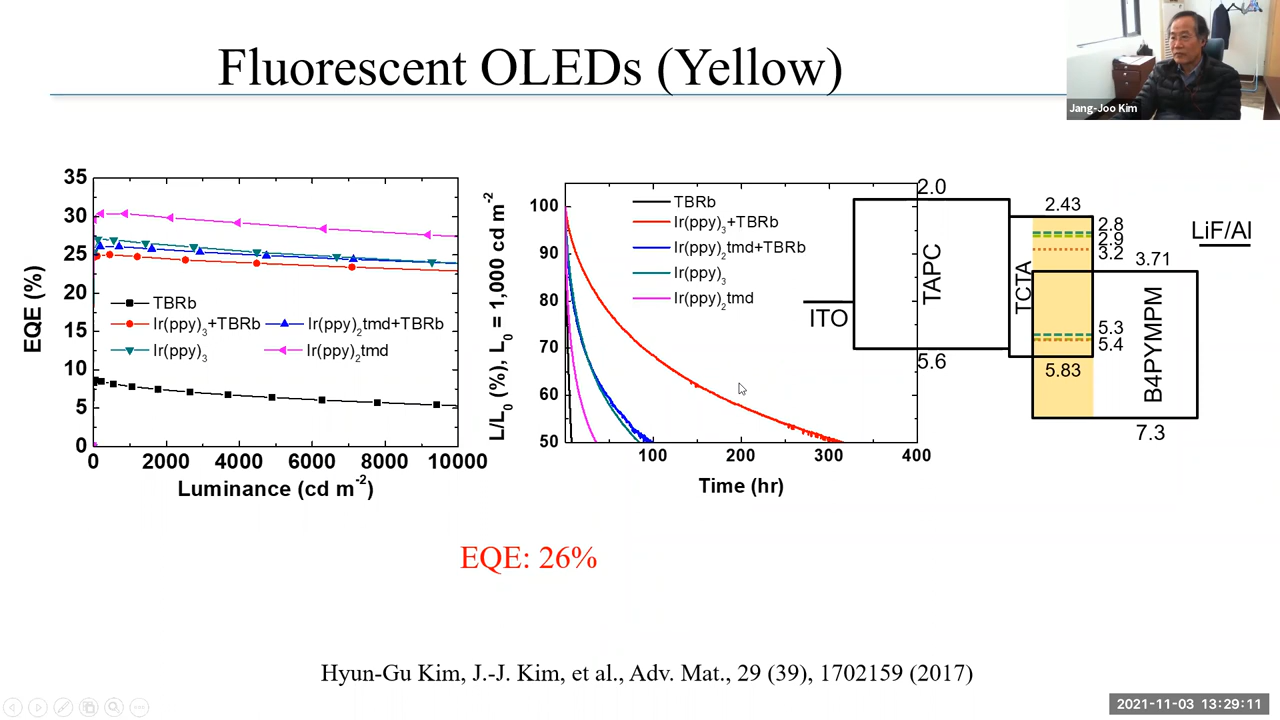 Fluorescent OLEDs (Yellow)
Jang-Joo Kim
35
30
25
20
15
10
5
0
EQE (%)
TBRb
Ir(ppy)3+TBRb
Ir(ppy)2tmd+TBRb
Ir(ppy)3
Ir(ppy)2tmd
0
2000
4000
6000
8000
10000
Luminance (cd m-2)
L/L0 (%), L0 = 1,000 cd m-2
100
90
80
70
60
50
TBRb
Ir(ppy)3+TBRb
Ir(ppy)2tmd+TBRb
Ir(ppy)3
Ir(ppy)2tmd
100
200
300
400
Time (hr)
2.0
ITO
TAPC
5.6
2.43
TCTA
2.8
2.9
3.2
5.3
5.4
5.83
3.71
B4PYMPM
7.3
LiF/Al
EQE: 26%
Hyun-Gu Kim, J.-J. Kim, et al., Adv. Mat., 29 (39), 1702159 (2017)
2021-11-03 13:29:11